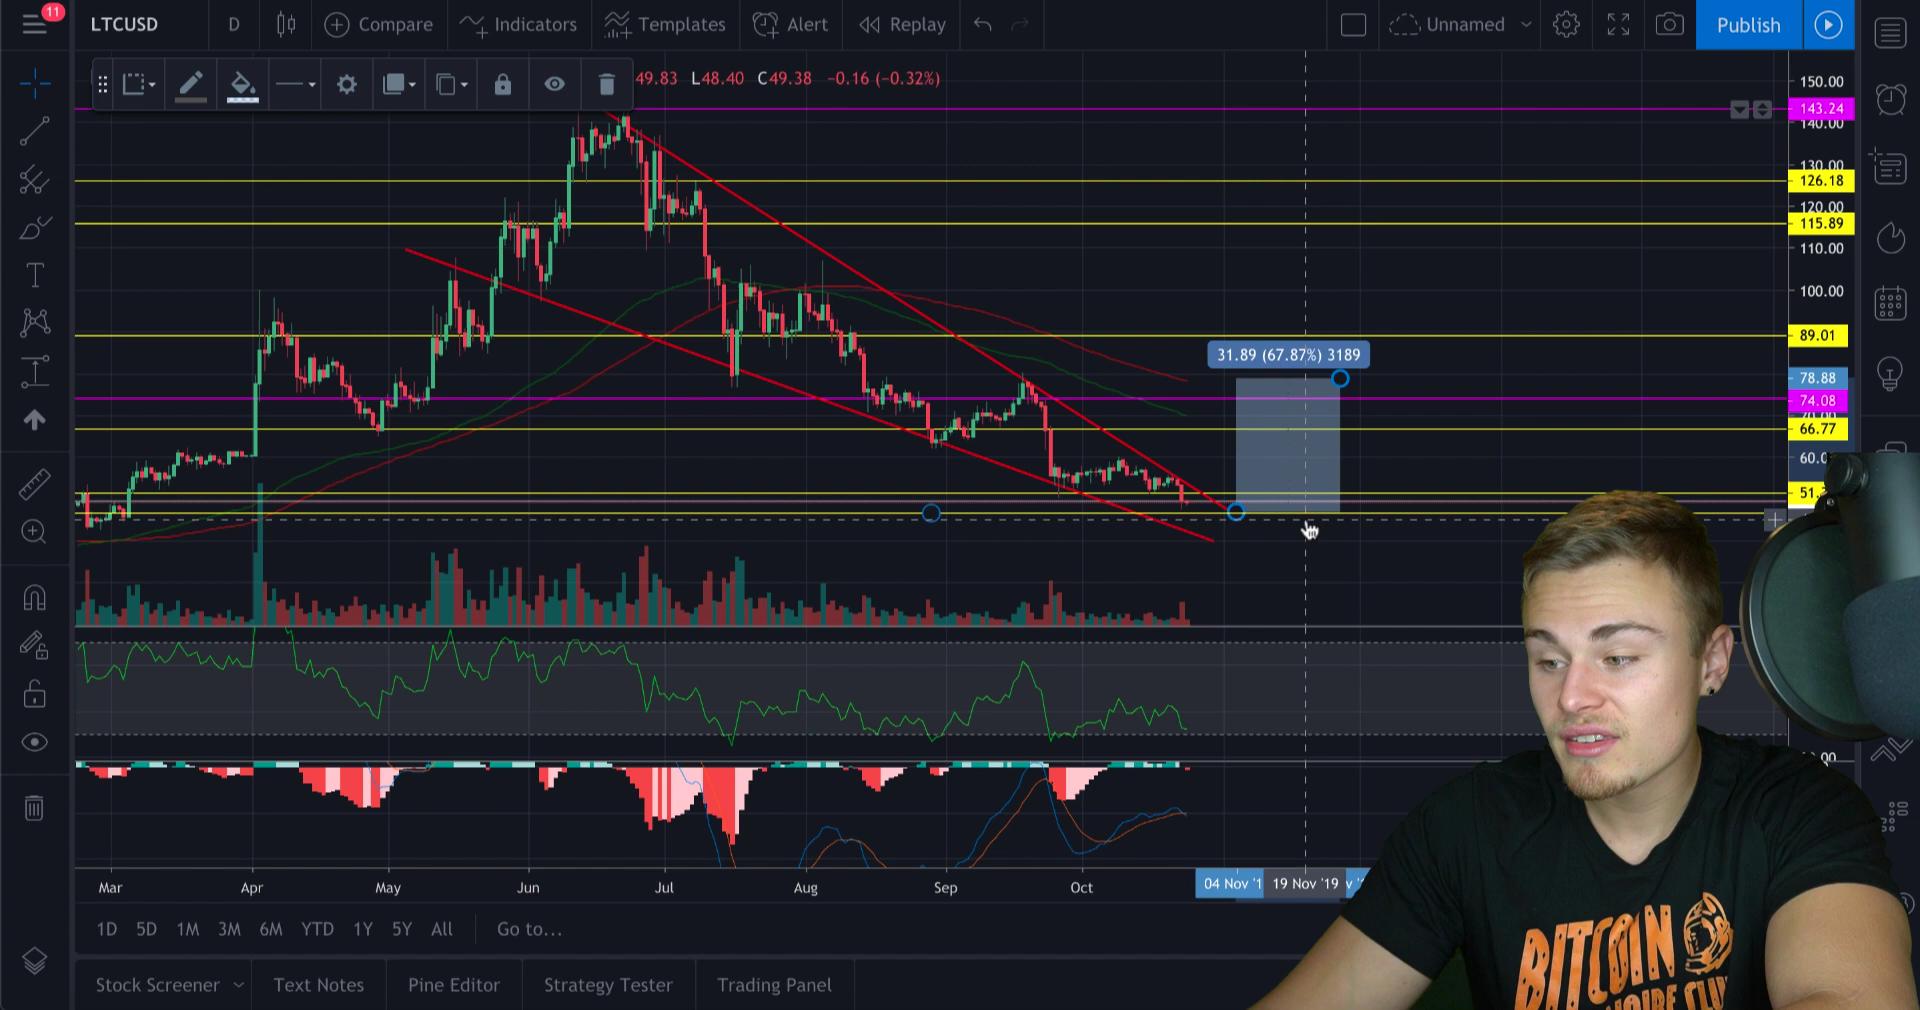 11
LTCUSD D Compare Indicators Templates Alert Replay Unnamed Publish
49.83 L48.40 C49.38 −0.16 (−0.32%)
150.00
143.24
140.00
130.00
126.18
120.00
115.89
110.00
100.00
89.01
31.89 (67.87%) 3189
78.88
74.08
70.00
66.77
60.0
51.
Mar Apr May Jun Jul Aug Sep Oct 04 Nov '1 19 Nov '19
1D 5D 1M 3M 6M YTD 1Y 5Y All Go to...
Stock Screener Text Notes Pine Editor Strategy Tester Trading Panel
BITCOIN